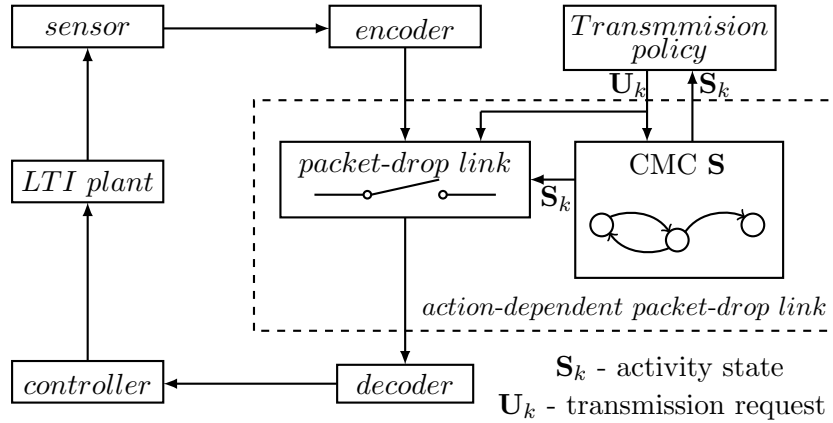 sensor
encoder
Transmmision
policy
U_k
S_k
packet-drop link
CMC S
S_k
LTI plant
action-dependent packet-drop link
controller
decoder
S_k - activity state
U_k - transmission request